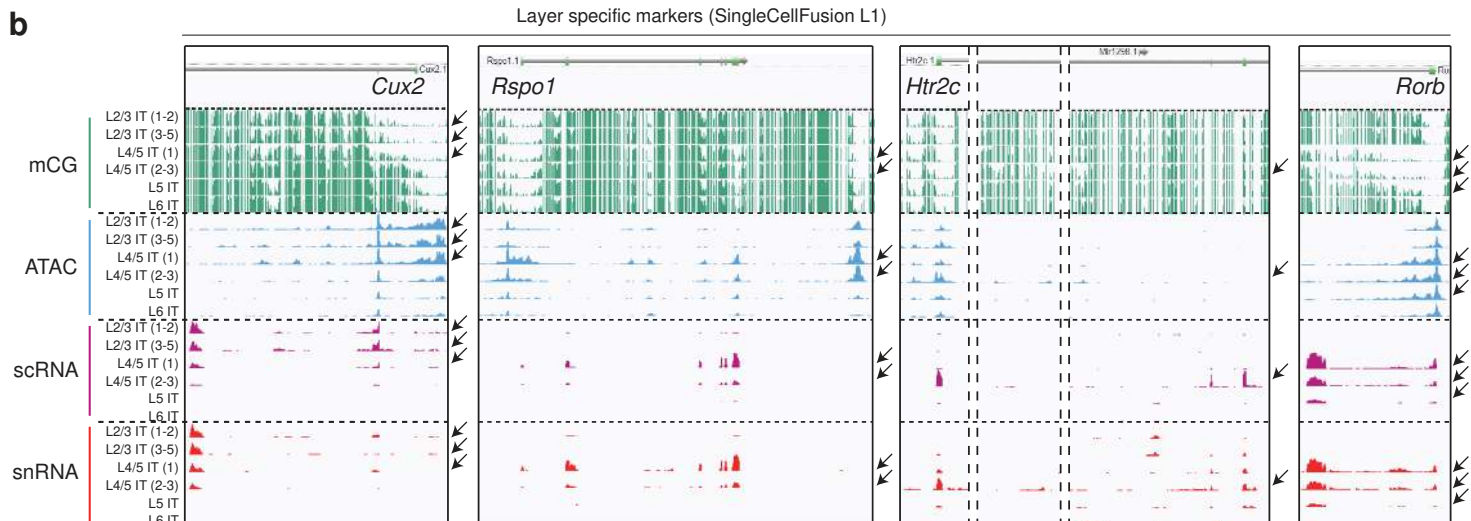 b
Layer specific markers (SingleCellFusion L1)
Cux2.1
Rspo1.1
Htr2c.1
Mir1298.1
Cux2
Rspo1
Htr2c
Rorb
mCG
L2/3 IT (1-2)
L2/3 IT (3-5)
L4/5 IT (1)
L4/5 IT (2-3)
L5 IT
L6 IT
ATAC
L2/3 IT (1-2)
L2/3 IT (3-5)
L4/5 IT (1)
L4/5 IT (2-3)
L5 IT
L6 IT
scRNA
L2/3 IT (1-2)
L2/3 IT (3-5)
L4/5 IT (1)
L4/5 IT (2-3)
L5 IT
L6 IT
snRNA
L2/3 IT (1-2)
L2/3 IT (3-5)
L4/5 IT (1)
L4/5 IT (2-3)
L5 IT
L6 IT